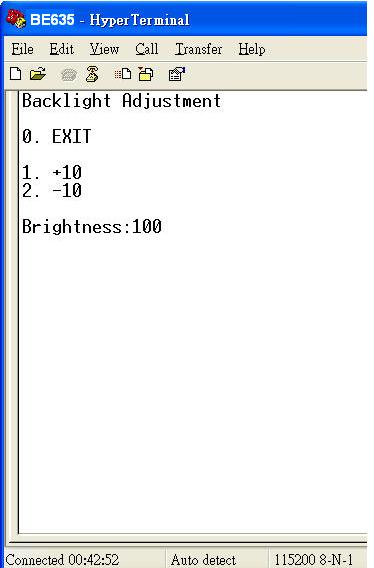 BE635 - HyperTerminal
File Edit View Call Transfer Help
Backlight Adjustment
0. EXIT
1. +10
2. -10
Brightness:100
Connected 00:42:52 Auto detect 115200 8-N-1